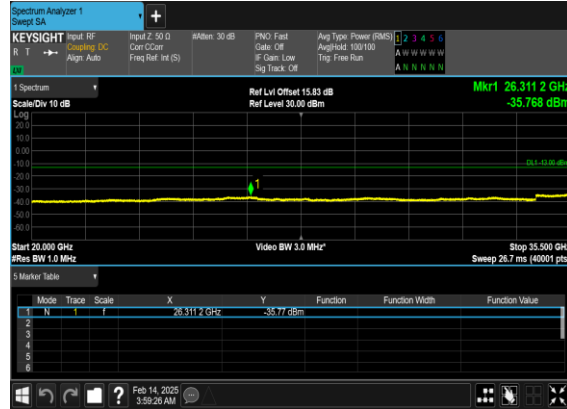 Spectrum Analyzer 1
Swept SA
+
KEYSIGHT Input: RF Input Z: 50 Ω #Atten: 30 dB PNO: Fast Avg Type: Power (RMS) 1 2 3 4 5 6
R T Coupling: DC Corr CCorr Gate: Off Avg|Hold: 100/100 A W W W W W
Align: Auto Freq Ref: Int (S) IF Gain: Low Trig: Free Run
LW Sig Track: Off A N N N N N
1 Spectrum Ref Lvl Offset 15.83 dB Mkr1 26.311 2 GHz
Scale/Div 10 dB Ref Level 30.00 dBm -35.768 dBm
Log
20.0
10.0
0.00
-10.0 DL1 -13.00 dBm
-20.0
-30.0 1
-40.0
-50.0
-60.0
Start 20.000 GHz Video BW 3.0 MHz* Stop 35.500 GHz
#Res BW 1.0 MHz Sweep 26.7 ms (40001 pts)
5 Marker Table
Mode Trace Scale X Y Function Function Width Function Value
1 N 1 f 26.311 2 GHz -35.77 dBm
2
3
4
5
6
? Feb 14, 2025
3:59:26 AM